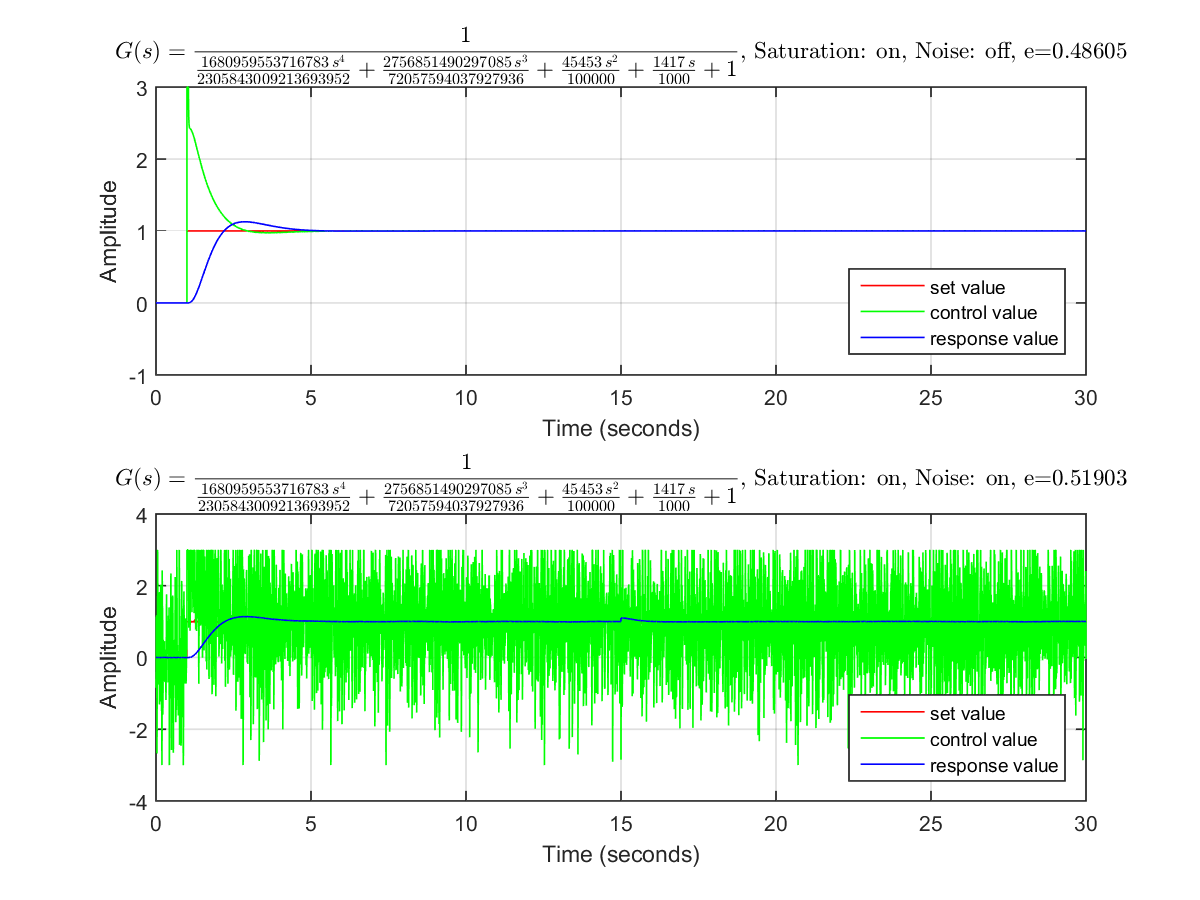 G(s) = 1 / (1680959553716783 s^4 / 2305843009213693952 + 2756851490297085 s^3 / 72057594037927936 + 45453 s^2 / 100000 + 1417 s / 1000 + 1), Saturation: on, Noise: off, e=0.48605
3
2
1
0
-1
Amplitude
0 5 10 15 20 25 30
Time (seconds)
set value
control value
response value
G(s) = 1 / (1680959553716783 s^4 / 2305843009213693952 + 2756851490297085 s^3 / 72057594037927936 + 45453 s^2 / 100000 + 1417 s / 1000 + 1), Saturation: on, Noise: on, e=0.51903
4
2
0
-2
-4
Amplitude
0 5 10 15 20 25 30
Time (seconds)
set value
control value
response value